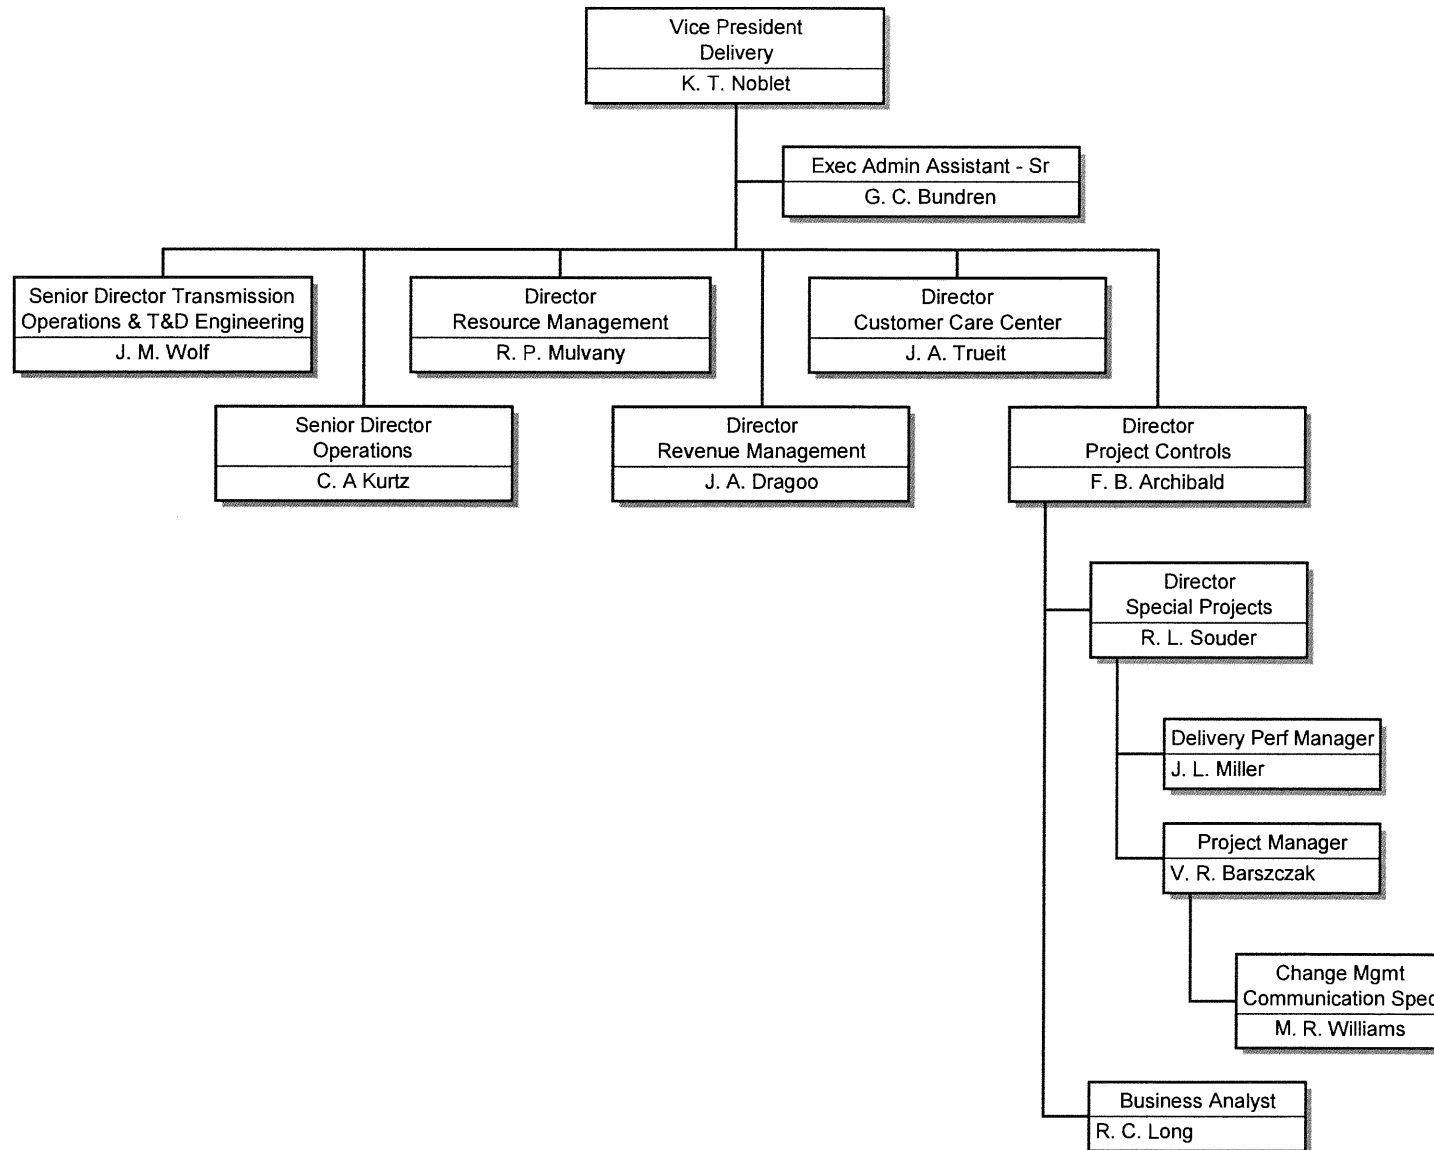 Vice President
Delivery
K. T. Noblet
Exec Admin Assistant - Sr
G. C. Bundren
Senior Director Transmission
Operations & T&D Engineering
J. M. Wolf
Director
Resource Management
R. P. Mulvany
Director
Customer Care Center
J. A. Trueit
Senior Director
Operations
C. A Kurtz
Director
Revenue Management
J. A. Dragoo
Director
Project Controls
F. B. Archibald
Director
Special Projects
R. L. Souder
Delivery Perf Manager
J. L. Miller
Project Manager
V. R. Barszczak
Change Mgmt
Communication Spec
M. R. Williams
Business Analyst
R. C. Long